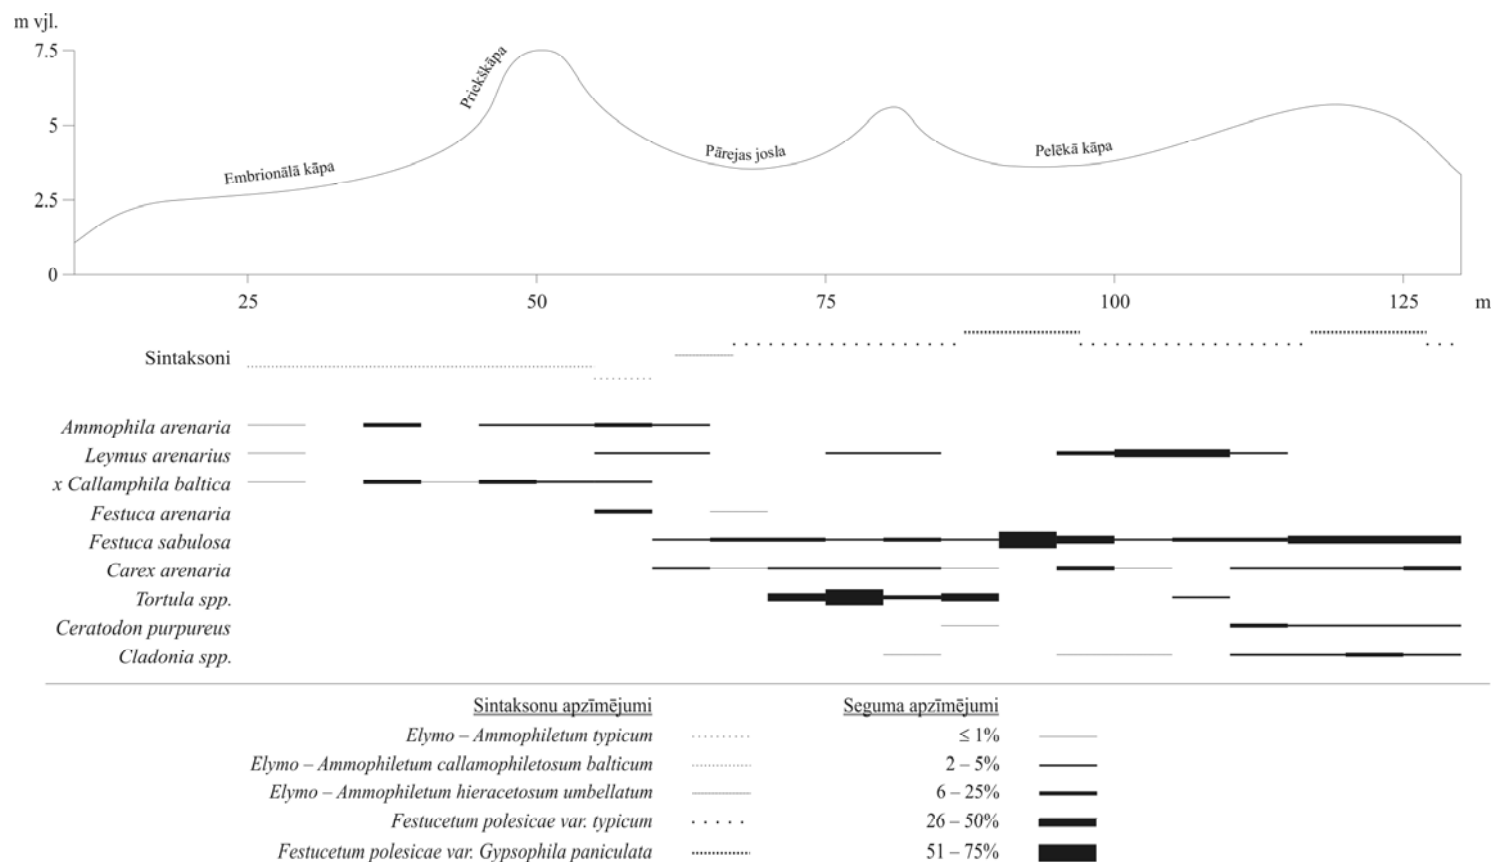 m vjl.
7.5
5
2.5
0
Embrionālā kāpa
Priekškāpa
Pārejas josla
Pelēkā kāpa
25 50 75 100 125 m
Sintaksoni
Ammophila arenaria
Leymus arenarius
x Callamphila baltica
Festuca arenaria
Festuca sabulosa
Carex arenaria
Tortula spp.
Ceratodon purpureus
Cladonia spp.
Sintaksonu apzīmējumi
Elymo – Ammophiletum typicum
Elymo – Ammophiletum callamophiletosum balticum
Elymo – Ammophiletum hieracetosum umbellatum
Festucetum polesicae var. typicum
Festucetum polesicae var. Gypsophila paniculata
Seguma apzīmējumi
≤ 1%
2 – 5%
6 – 25%
26 – 50%
51 – 75%